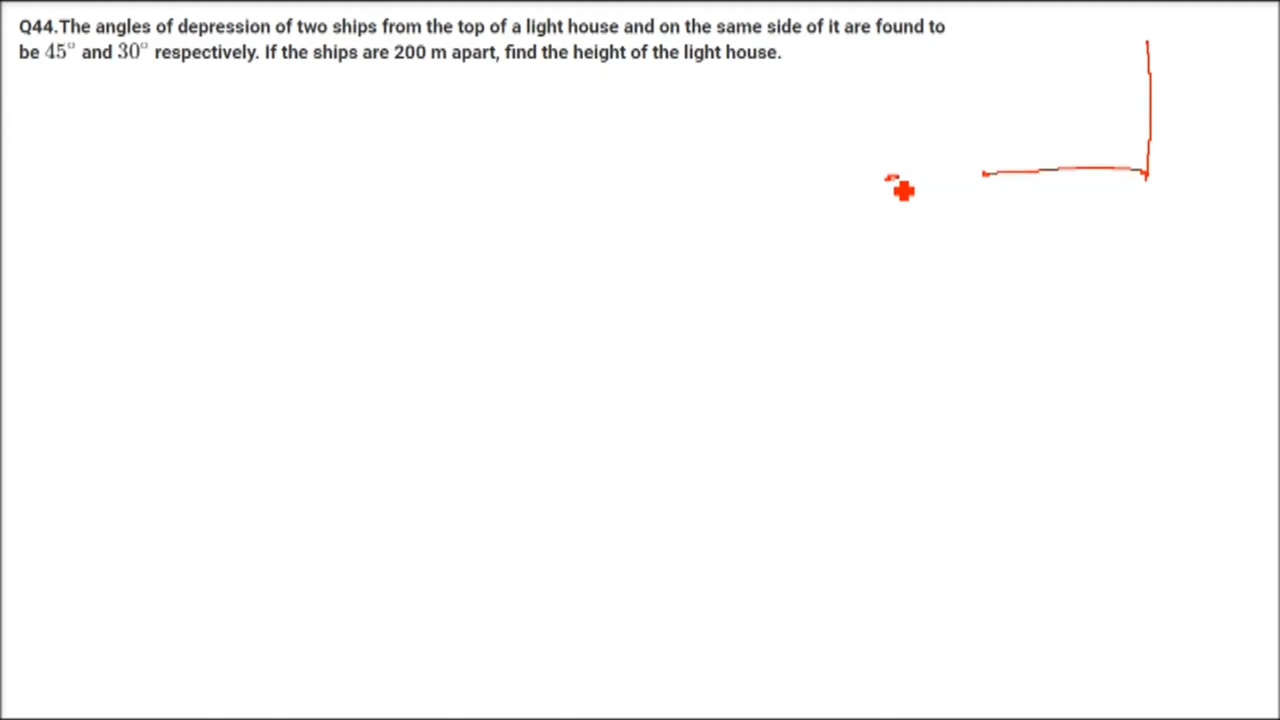 Q44.The angles of depression of two ships from the top of a light house and on the same side of it are found to
be 45° and 30° respectively. If the ships are 200 m apart, find the height of the light house.